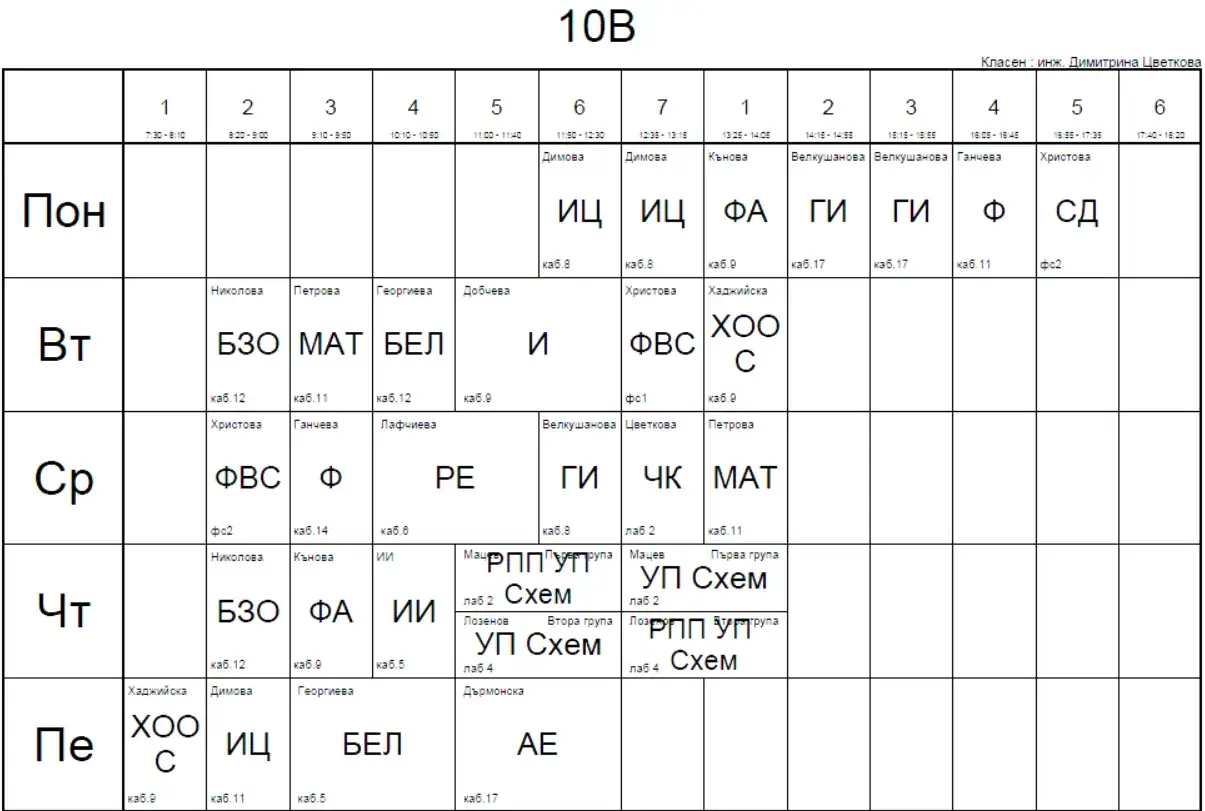 10В
Класен : инж. Димитрина Цветкова
1 2 3 4 5 6 7 1 2 3 4 5 6
7:30 - 8:10 8:20 - 9:00 9:10 - 9:50 10:10 - 10:50 11:00 - 11:40 11:50 - 12:30 12:35 - 13:15 13:25 - 14:05 14:15 - 14:55 15:15 - 15:55 16:05 - 16:45 16:55 - 17:35 17:40 - 18:20
Димова Димова Кънова Велкушанова Велкушанова Ганчева Христова
Пон ИЦ ИЦ ФА ГИ ГИ Ф СД
каб.8 каб.8 каб.9 каб.17 каб.17 каб.11 фс2
Николова Петрова Георгиева Добчева Христова Хаджийска
Вт БЗО МАТ БЕЛ И ФВС ХОО
С
каб.12 каб.11 каб.12 каб.9 фс1 каб.9
Христова Ганчева Лафчиева Велкушанова Цветкова Петрова
Ср ФВС Ф РЕ ГИ ЧК МАТ
фс2 каб.14 каб.6 каб.8 лаб 2 каб.11
Николова Кънова ИИ Мацев Първа група Мацев Първа група
РПП УП УП Схем
лаб 2 Схем лаб 2
Чт БЗО ФА ИИ
Лозенов Втора група Лозенов Втора група
УП Схем РПП УП
лаб 4 лаб 4 Схем
каб.12 каб.9 каб.5
Хаджийска Димова Георгиева Дърмонска
Пе ХОО ИЦ БЕЛ АЕ
С
каб.9 каб.11 каб.5 каб.17